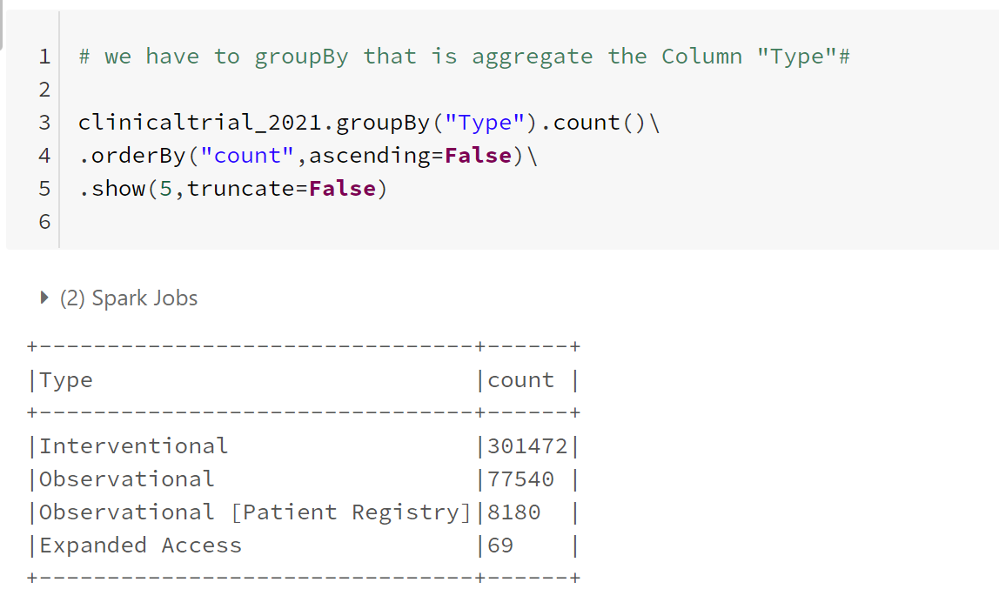 1 # we have to groupBy that is aggregate the Column "Type"#
2
3 clinicaltrial_2021.groupBy("Type").count()\
4 .orderBy("count",ascending=False)\
5 .show(5,truncate=False)
6
(2) Spark Jobs
+--------------------------------+------+
|Type                            |count |
+--------------------------------+------+
|Interventional                  |301472|
|Observational                   |77540 |
|Observational [Patient Registry]|8180  |
|Expanded Access                 |69    |
+--------------------------------+------+